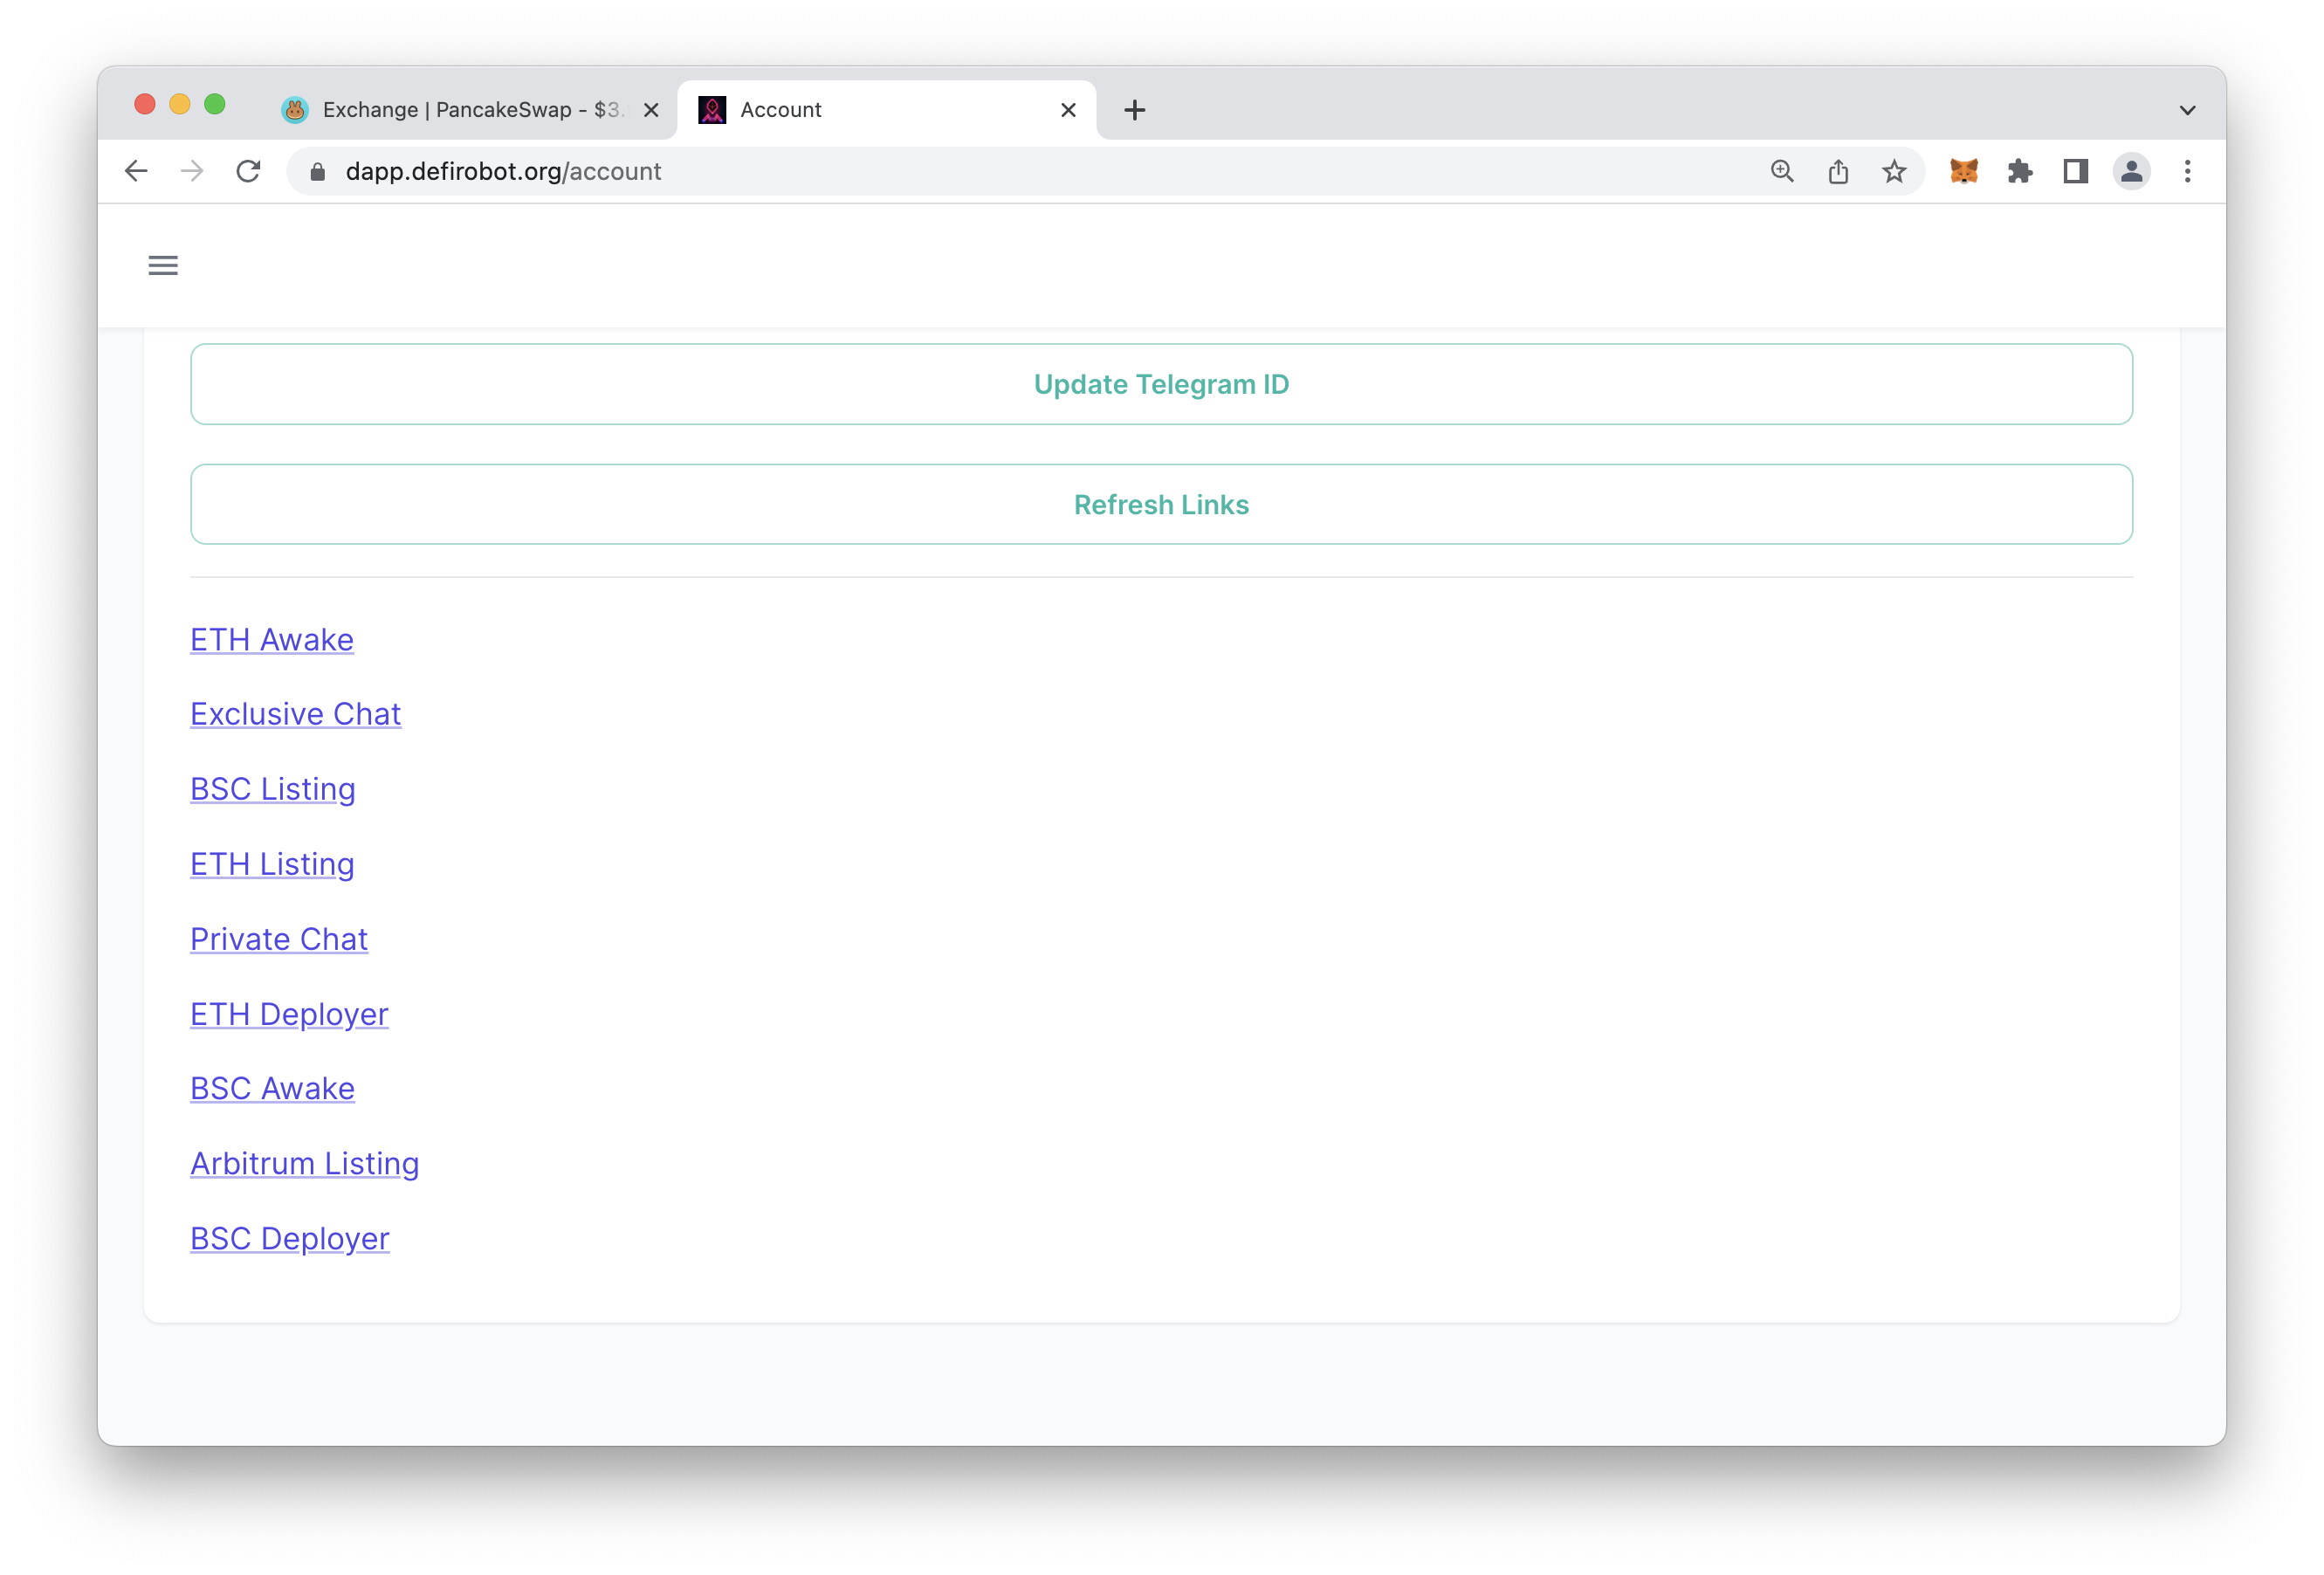 Exchange | PancakeSwap - $3.
Account
dapp.defirobot.org/account
Update Telegram ID
Refresh Links
ETH Awake
Exclusive Chat
BSC Listing
ETH Listing
Private Chat
ETH Deployer
BSC Awake
Arbitrum Listing
BSC Deployer